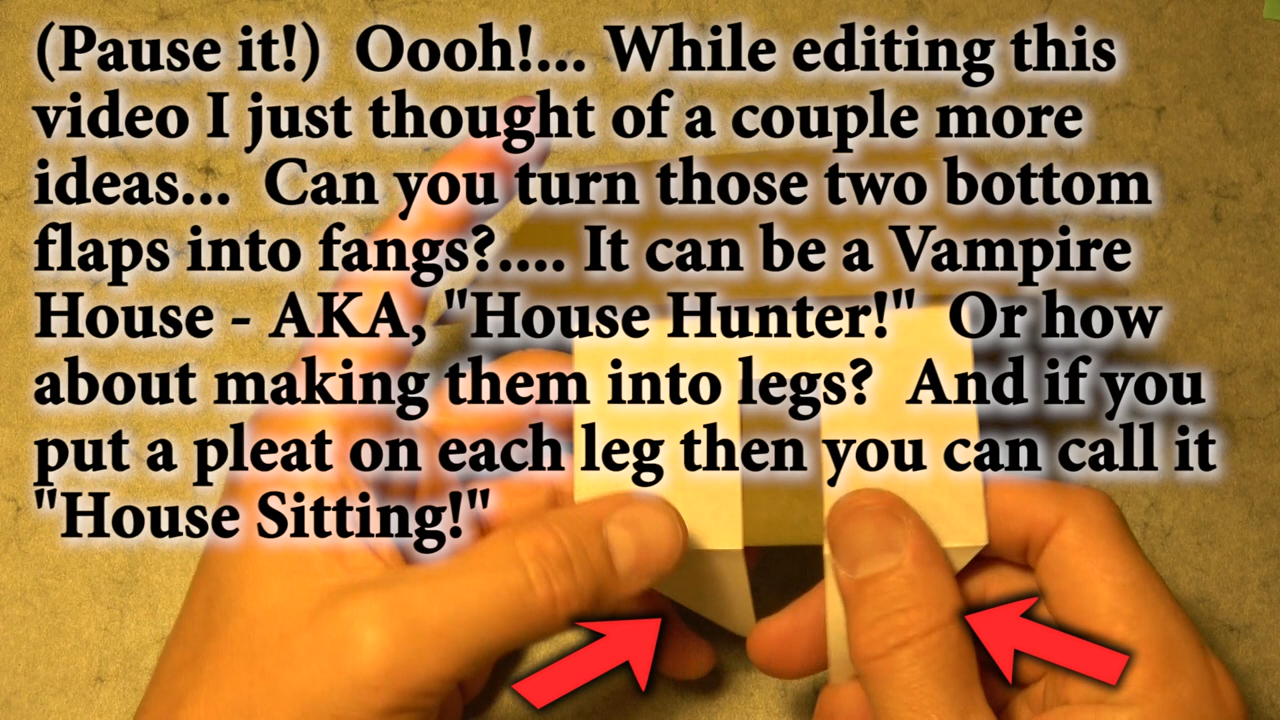 (Pause it!)  Oooh!... While editing this
video I just thought of a couple more
ideas...  Can you turn those two bottom
flaps into fangs?.... It can be a Vampire
House - AKA, "House Hunter!"  Or how
about making them into legs?  And if you
put a pleat on each leg then you can call it
"House Sitting!"